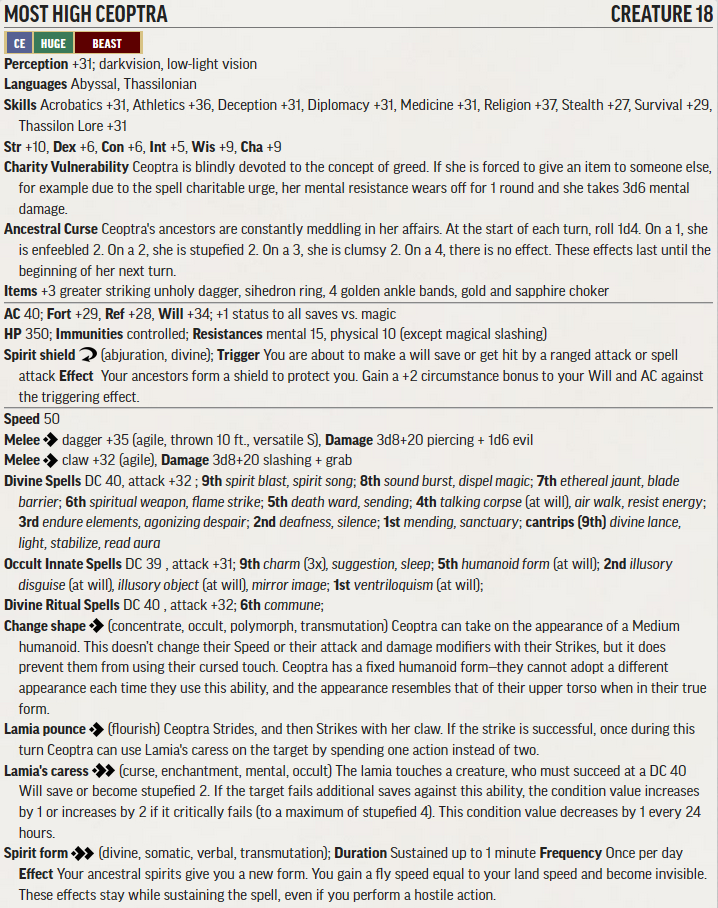 MOST HIGH CEOPTRA CREATURE 18
CE HUGE BEAST
Perception +31; darkvision, low-light vision
Languages Abyssal, Thassilonian
Skills Acrobatics +31, Athletics +36, Deception +31, Diplomacy +31, Medicine +31, Religion +37, Stealth +27, Survival +29,
Thassilon Lore +31
Str +10, Dex +6, Con +6, Int +5, Wis +9, Cha +9
Charity Vulnerability Ceoptra is blindly devoted to the concept of greed. If she is forced to give an item to someone else,
for example due to the spell charitable urge, her mental resistance wears off for 1 round and she takes 3d6 mental
damage.
Ancestral Curse Ceoptra's ancestors are constantly meddling in her affairs. At the start of each turn, roll 1d4. On a 1, she
is enfeebled 2. On a 2, she is stupefied 2. On a 3, she is clumsy 2. On a 4, there is no effect. These effects last until the
beginning of her next turn.
Items +3 greater striking unholy dagger, sihedron ring, 4 golden ankle bands, gold and sapphire choker
AC 40; Fort +29, Ref +28, Will +34; +1 status to all saves vs. magic
HP 350; Immunities controlled; Resistances mental 15, physical 10 (except magical slashing)
Spirit shield (abjuration, divine); Trigger You are about to make a will save or get hit by a ranged attack or spell
attack Effect Your ancestors form a shield to protect you. Gain a +2 circumstance bonus to your Will and AC against
the triggering effect.
Speed 50
Melee dagger +35 (agile, thrown 10 ft., versatile S), Damage 3d8+20 piercing + 1d6 evil
Melee claw +32 (agile), Damage 3d8+20 slashing + grab
Divine Spells DC 40, attack +32 ; 9th spirit blast, spirit song; 8th sound burst, dispel magic; 7th ethereal jaunt, blade
barrier; 6th spiritual weapon, flame strike; 5th death ward, sending; 4th talking corpse (at will), air walk, resist energy;
3rd endure elements, agonizing despair; 2nd deafness, silence; 1st mending, sanctuary; cantrips (9th) divine lance,
light, stabilize, read aura
Occult Innate Spells DC 39 , attack +31; 9th charm (3x), suggestion, sleep; 5th humanoid form (at will); 2nd illusory
disguise (at will), illusory object (at will), mirror image; 1st ventriloquism (at will);
Divine Ritual Spells DC 40 , attack +32; 6th commune;
Change shape (concentrate, occult, polymorph, transmutation) Ceoptra can take on the appearance of a Medium
humanoid. This doesn't change their Speed or their attack and damage modifiers with their Strikes, but it does
prevent them from using their cursed touch. Ceoptra has a fixed humanoid form—they cannot adopt a different
appearance each time they use this ability, and the appearance resembles that of their upper torso when in their true
form.
Lamia pounce (flourish) Ceoptra Strides, and then Strikes with her claw. If the strike is successful, once during this
turn Ceoptra can use Lamia's caress on the target by spending one action instead of two.
Lamia's caress (curse, enchantment, mental, occult) The lamia touches a creature, who must succeed at a DC 40
Will save or become stupefied 2. If the target fails additional saves against this ability, the condition value increases
by 1 or increases by 2 if it critically fails (to a maximum of stupefied 4). This condition value decreases by 1 every 24
hours.
Spirit form (divine, somatic, verbal, transmutation); Duration Sustained up to 1 minute Frequency Once per day
Effect Your ancestral spirits give you a new form. You gain a fly speed equal to your land speed and become invisible.
These effects stay while sustaining the spell, even if you perform a hostile action.